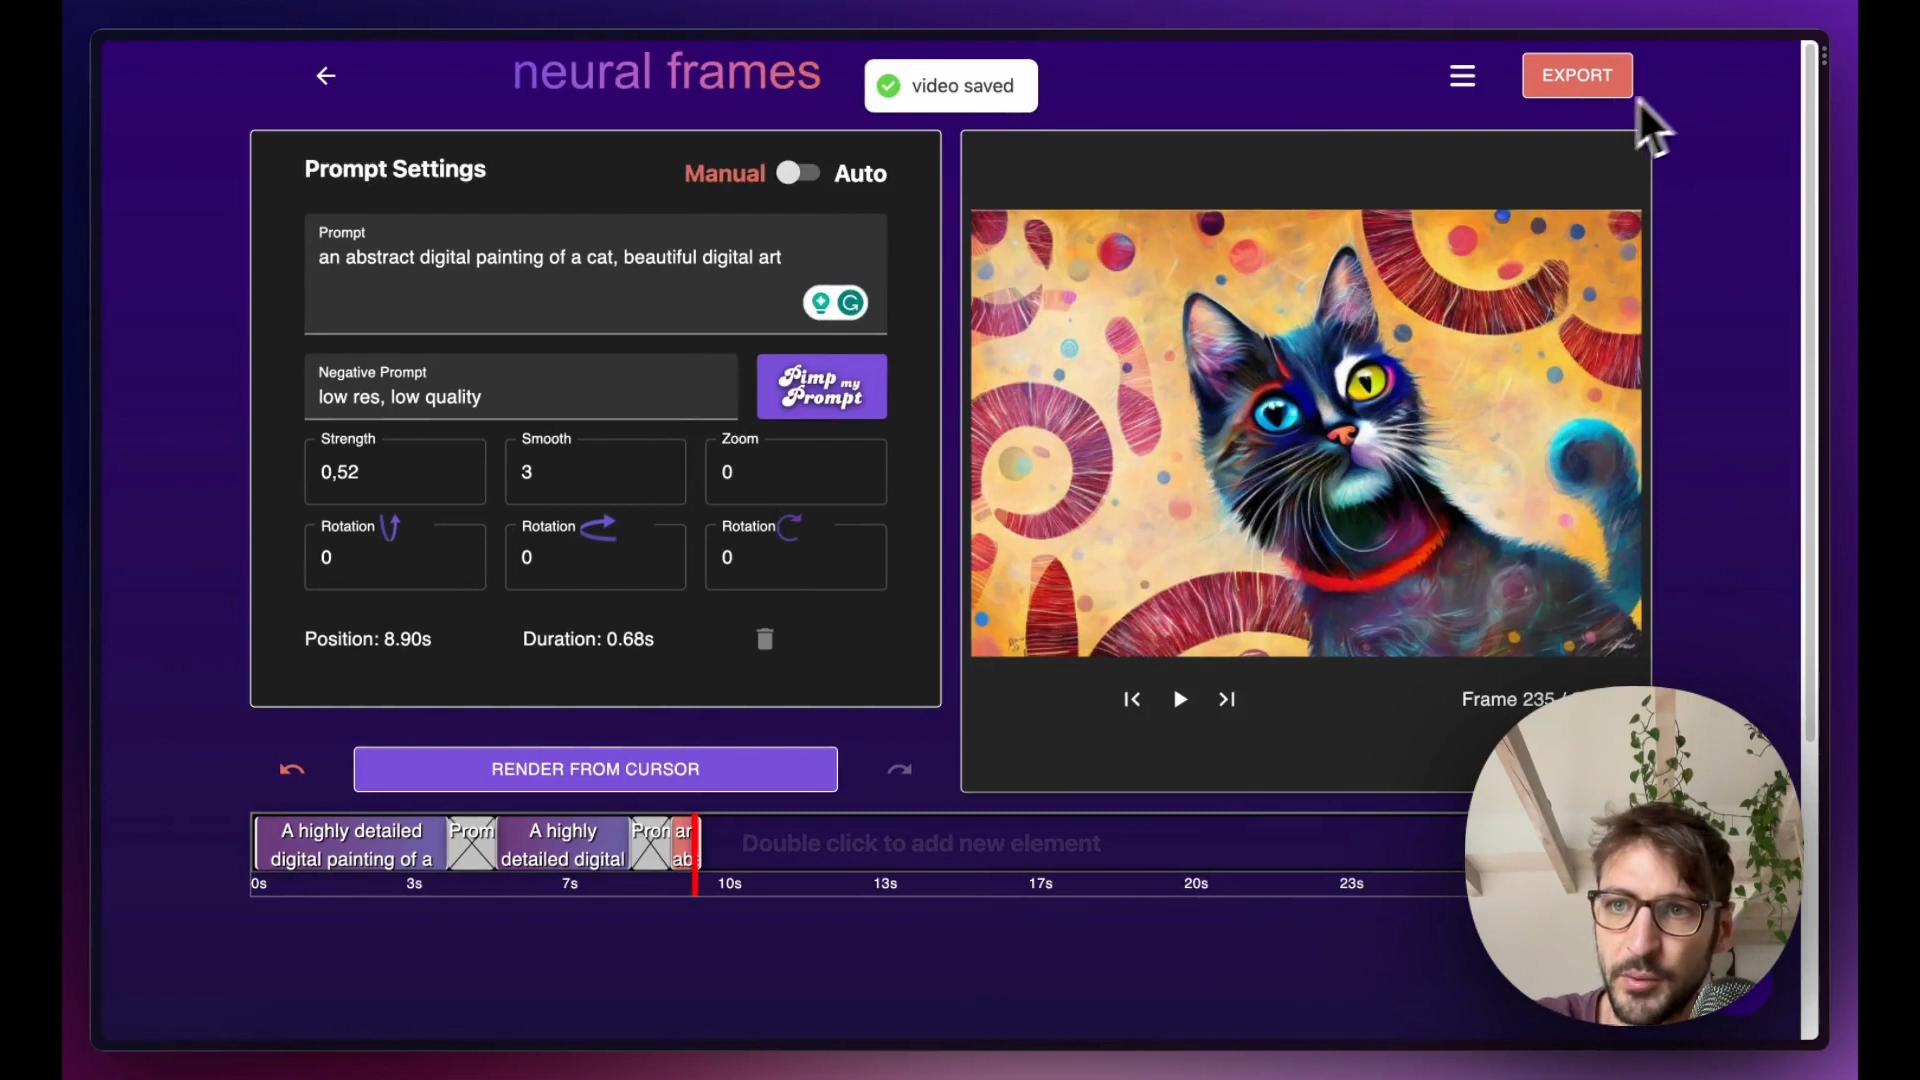 neural frames
video saved
EXPORT
Prompt Settings
Manual
Auto
Prompt
an abstract digital painting of a cat, beautiful digital art
Negative Prompt
low res, low quality
Pimp my
Prompt
Strength
0,52
Smooth
3
Zoom
0
Rotation
0
Rotation
0
Rotation
0
Position: 8.90s
Duration: 0.68s
Frame 235 /
RENDER FROM CURSOR
A highly detailed
digital painting of a
Prom
A highly
detailed digital
Pron
ar
ab
Double click to add new element
0s
3s
7s
10s
13s
17s
20s
23s